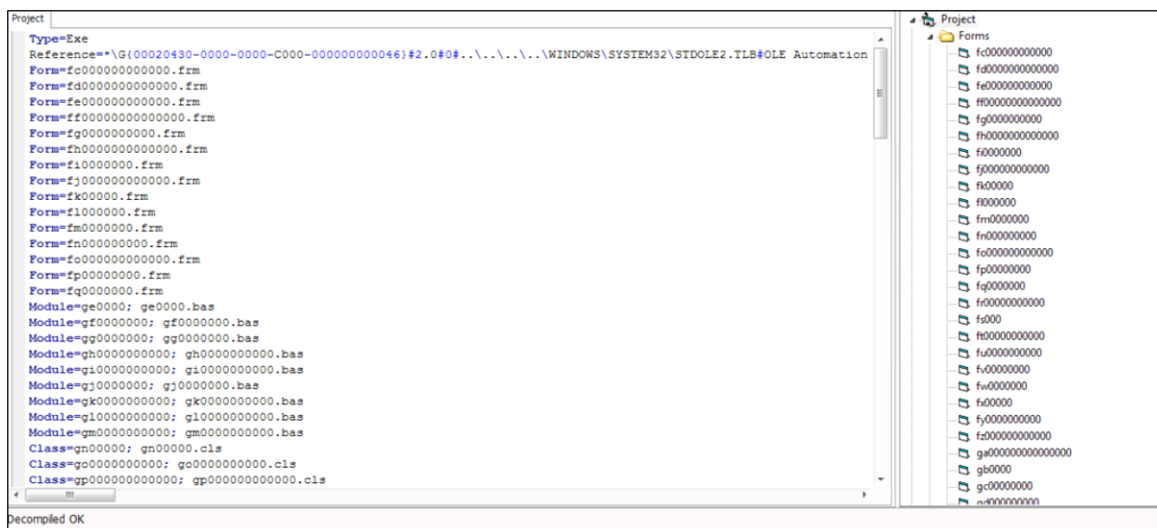 Project
Type=Exe
Reference=*\G{00020430-0000-0000-C000-000000000046}#2.0#0#..\..\..\..\WINDOWS\SYSTEM32\STDOLE2.TLB#OLE Automation
Form=fc000000000000.frm
Form=fd0000000000000.frm
Form=fe000000000000.frm
Form=ff00000000000000.frm
Form=fg0000000000.frm
Form=fh0000000000000.frm
Form=fi0000000.frm
Form=fj000000000000.frm
Form=fk00000.frm
Form=fl000000.frm
Form=fm0000000.frm
Form=fn000000000.frm
Form=fo000000000000.frm
Form=fp00000000.frm
Form=fq0000000.frm
Module=ge0000; ge0000.bas
Module=gf0000000; gf0000000.bas
Module=gg0000000; gg0000000.bas
Module=gh0000000000; gh0000000000.bas
Module=gi0000000000; gi0000000000.bas
Module=gj0000000; gj0000000.bas
Module=gk0000000000; gk0000000000.bas
Module=gl0000000000; gl0000000000.bas
Module=gm0000000000; gm0000000000.bas
Class=gn00000; gn00000.cls
Class=go0000000000; go0000000000.cls
Class=gp000000000000; gp000000000000.cls
Decompiled OK
Project
Forms
fc000000000000
fd0000000000000
fe000000000000
ff00000000000000
fg0000000000
fh0000000000000
fi0000000
fj000000000000
fk00000
fl000000
fm0000000
fn000000000
fo000000000000
fp00000000
fq0000000
fr00000000000
fs000
ft00000000000
fu0000000000
fv00000000
fw0000000
fx00000
fy0000000000
fz000000000000
ga000000000000000
gb0000
gc00000000